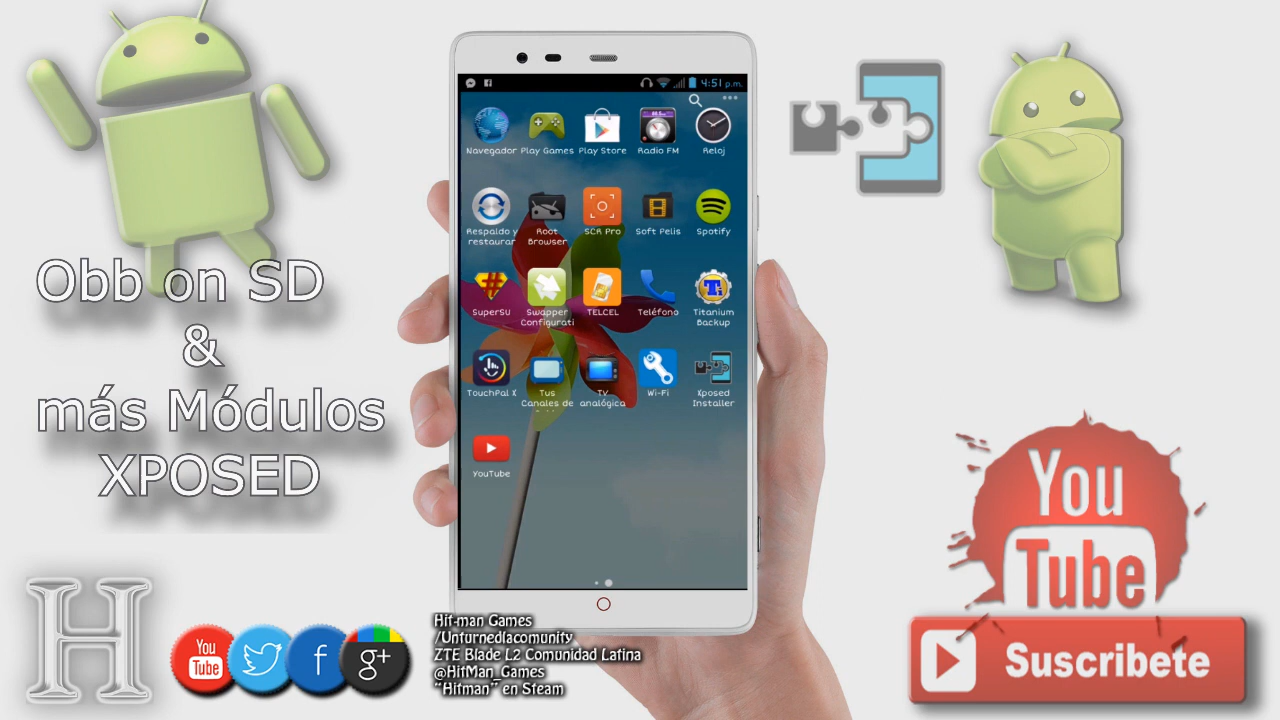 Obb on SD
&
más Módulos
XPOSED
4:51 p.m.
Navegador
Play Games
Play Store
88.5
Radio FM
Reloj
Respaldo y
restaurar
Root
Browser
SCR Pro
Soft Pelis
Spotify
SuperSU
Swapper
Configurati
TELCEL
Teléfono
Titanium
Backup
TouchPal X
Tus
Canales de
TV
analógica
Wi-Fi
Xposed
Installer
YouTube
H
You
Tube
f
g+
Hit-man Games
/Unturnedlacomunity
ZTE Blade L2 Comunidad Latina
@HitMan_Games
"Hitman" en Steam
You
Tube
Suscribete